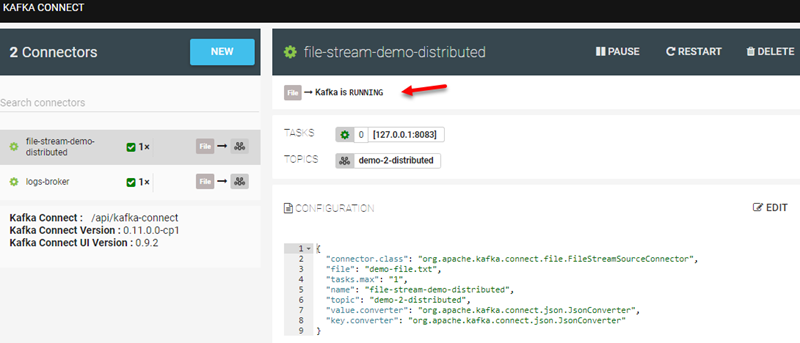 KAFKA CONNECT
2 Connectors
NEW
Search connectors
file-stream-demo-distributed
1×
File
logs-broker
1×
File
Kafka Connect : /api/kafka-connect
Kafka Connect Version : 0.11.0.0-cp1
Kafka Connect UI Version : 0.9.2
file-stream-demo-distributed
PAUSE
RESTART
DELETE
File → Kafka is RUNNING
TASKS 0 [127.0.0.1:8083]
TOPICS demo-2-distributed
CONFIGURATION
EDIT
1 {
2 "connector.class": "org.apache.kafka.connect.file.FileStreamSourceConnector",
3 "file": "demo-file.txt",
4 "tasks.max": "1",
5 "name": "file-stream-demo-distributed",
6 "topic": "demo-2-distributed",
7 "value.converter": "org.apache.kafka.connect.json.JsonConverter",
8 "key.converter": "org.apache.kafka.connect.json.JsonConverter"
9 }